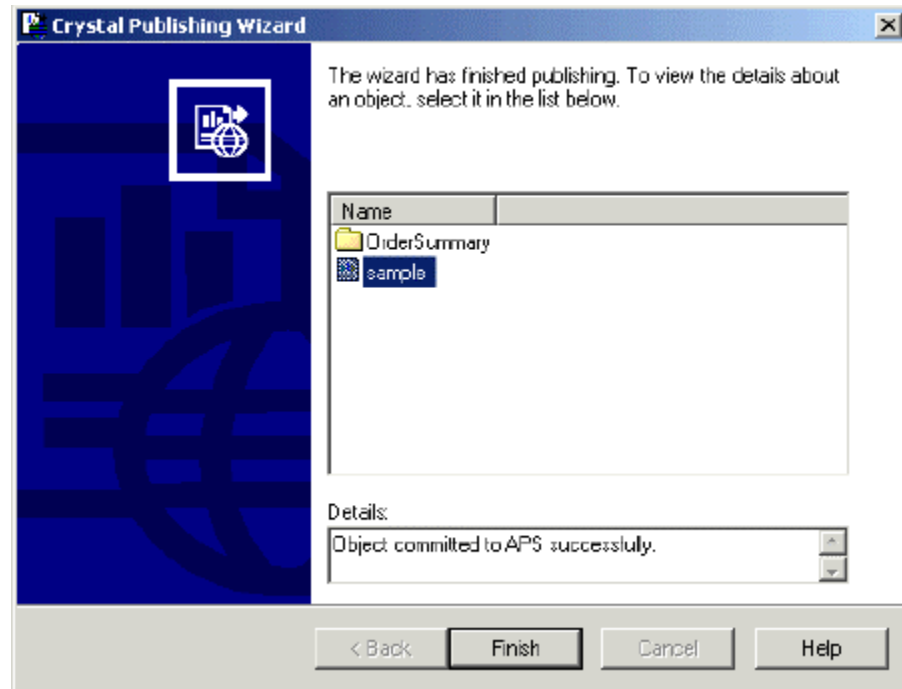 Crystal Publishing Wizard
The wizard has finished publishing. To view the details about
an object, select it in the list below.
Name
OrderSummary
sample
Details:
Object committed to APS successfully.
< Back
Finish
Cancel
Help